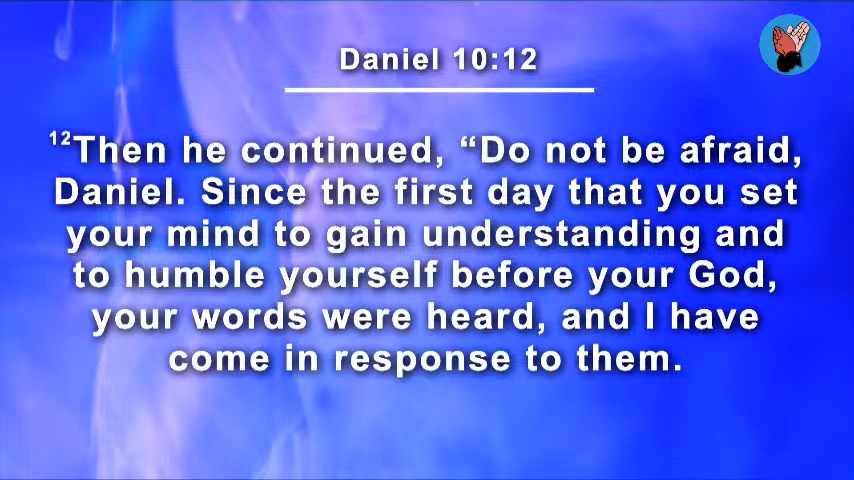 Daniel 10:12
12Then he continued, “Do not be afraid,
Daniel. Since the first day that you set
your mind to gain understanding and
to humble yourself before your God,
your words were heard, and I have
come in response to them.